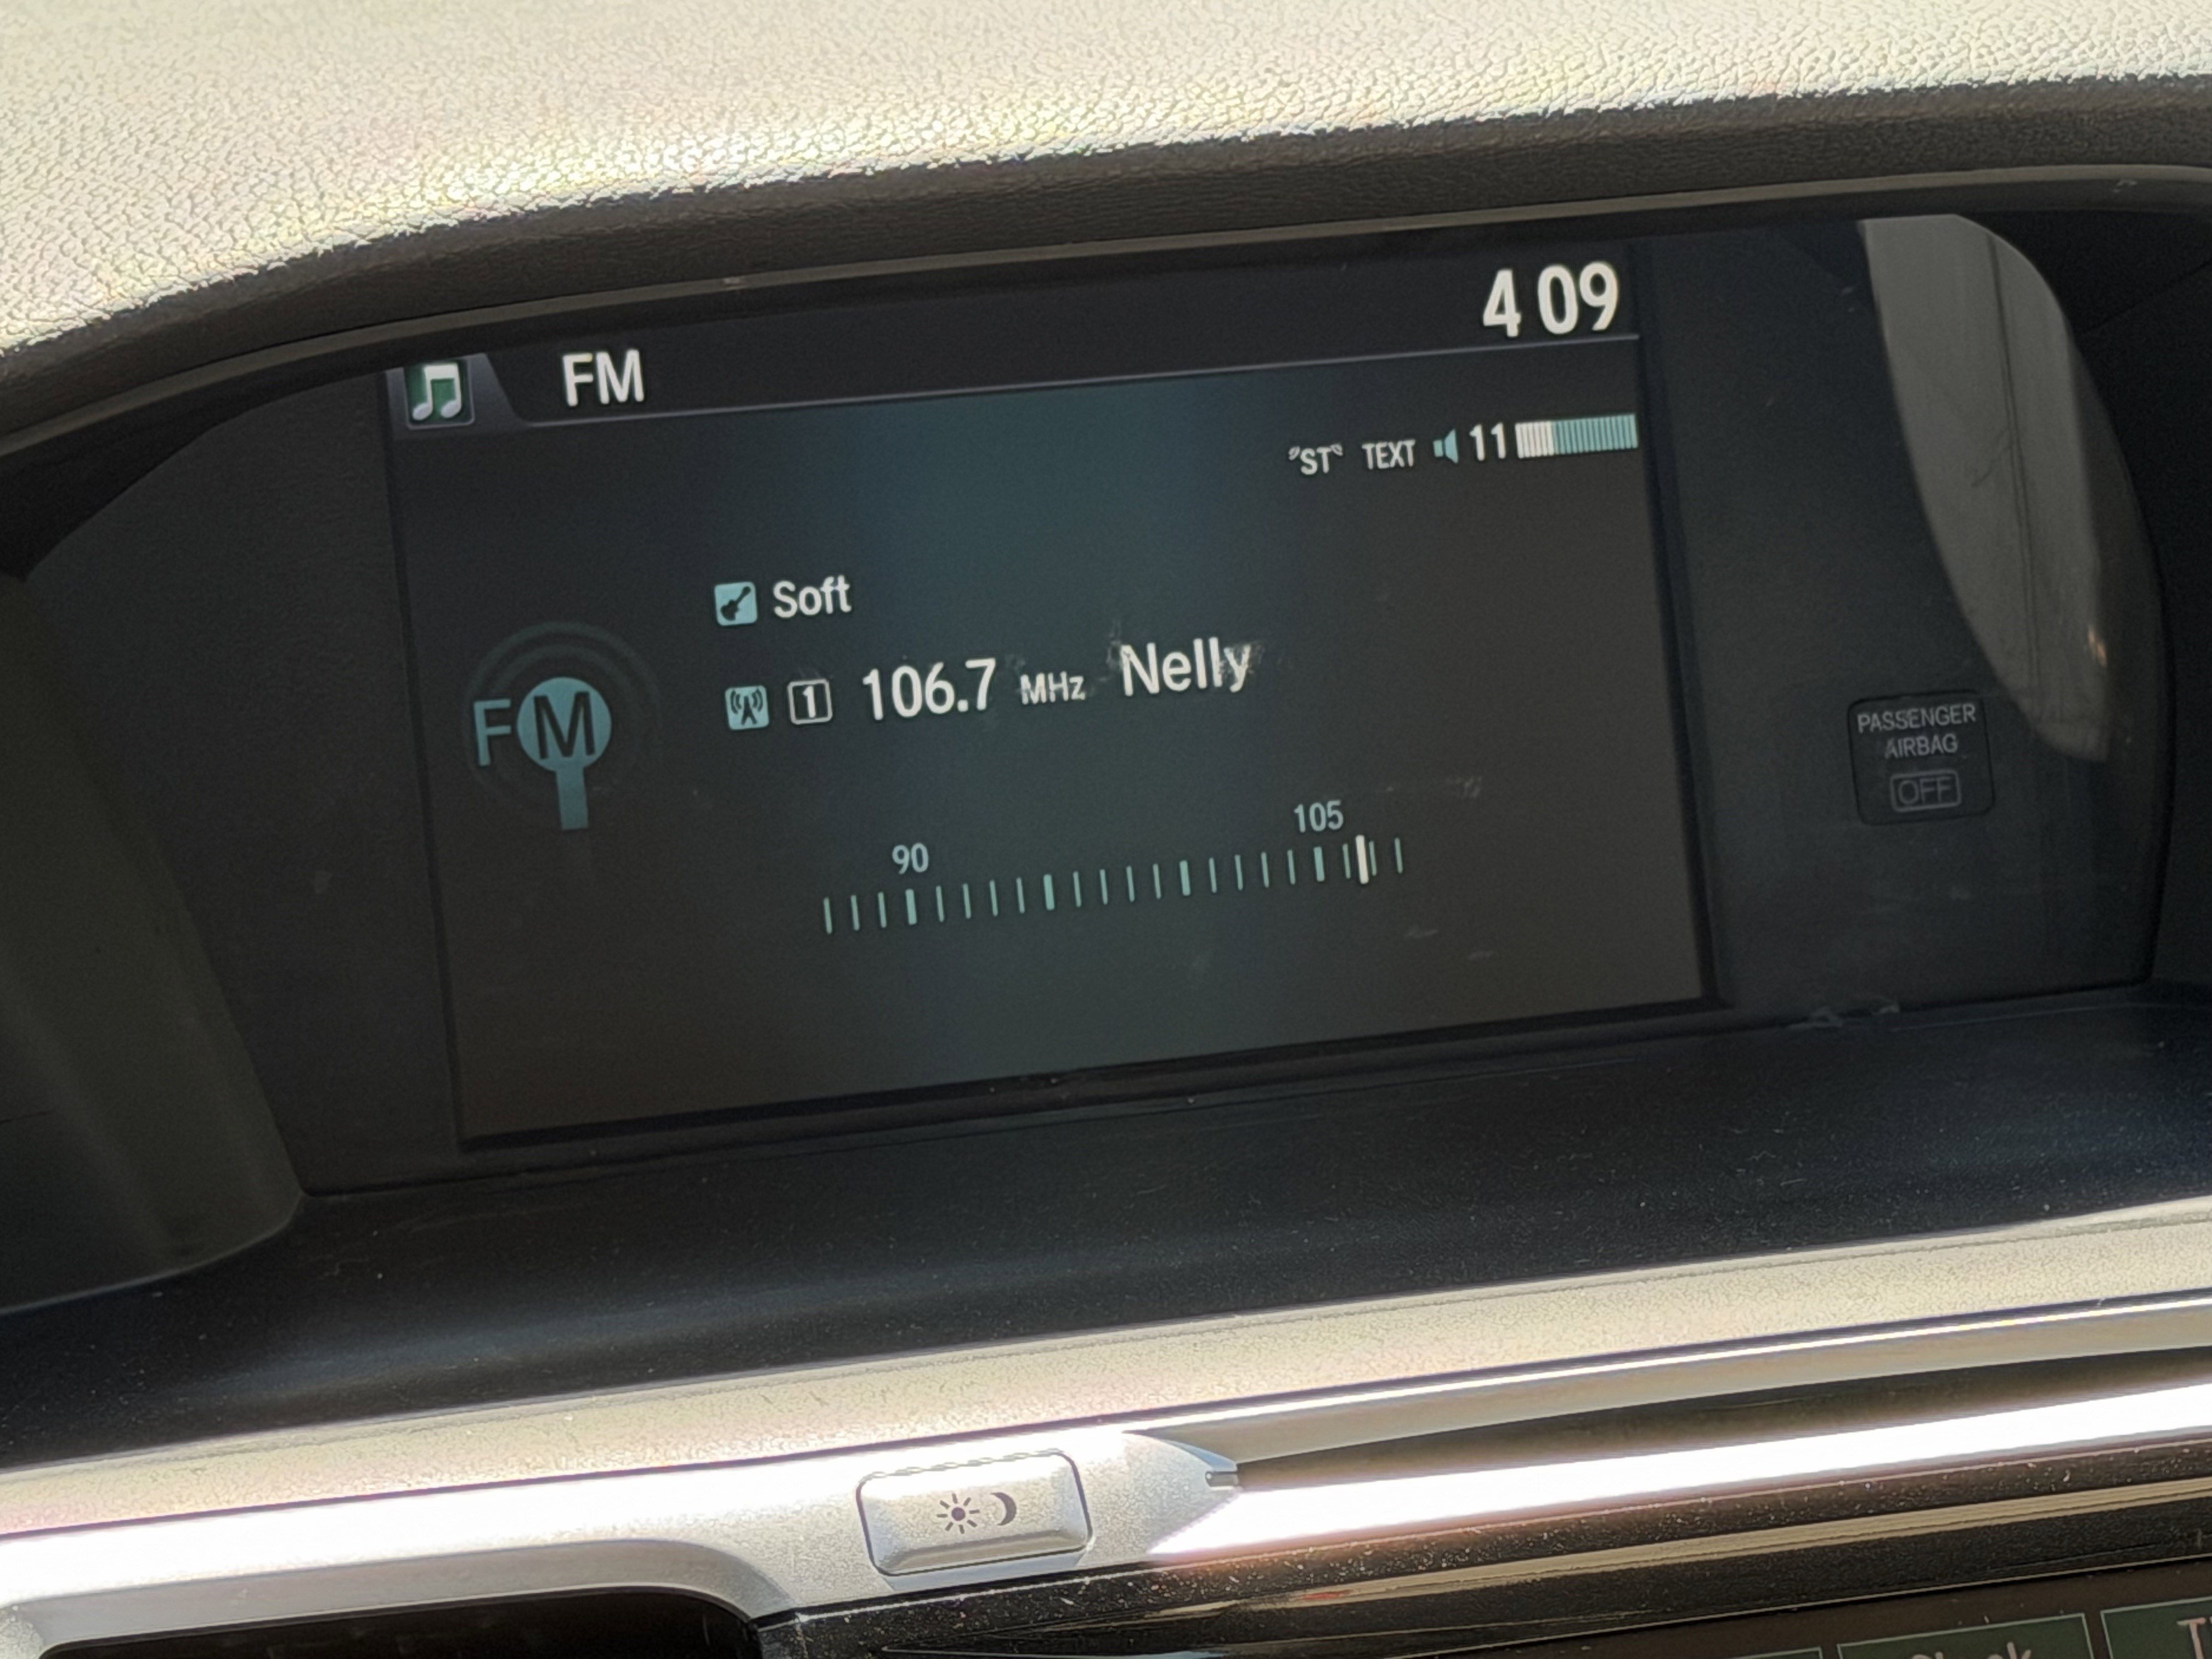 4 09
FM
"ST" TEXT 11
Soft
FM
1 106.7 MHz Nelly
PASSENGER
AIRBAG
OFF
90 105